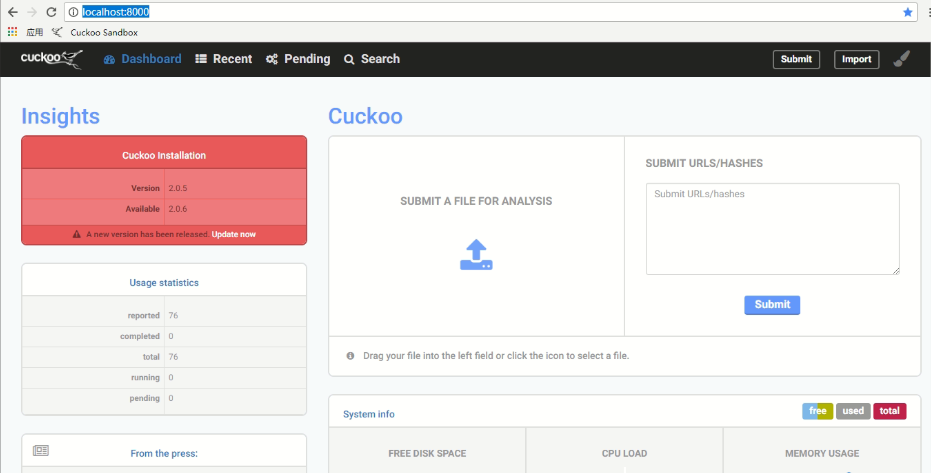 localhost:8000
应用 Cuckoo Sandbox
cuckoo Dashboard Recent Pending Search Submit Import
Insights
Cuckoo Installation
Version 2.0.5
Available 2.0.6
A new version has been released. Update now
Usage statistics
reported 76
completed 0
total 76
running 0
pending 0
From the press:
Cuckoo
SUBMIT A FILE FOR ANALYSIS
SUBMIT URLS/HASHES
Submit URLs/hashes
Submit
Drag your file into the left field or click the icon to select a file.
System info free used total
FREE DISK SPACE CPU LOAD MEMORY USAGE